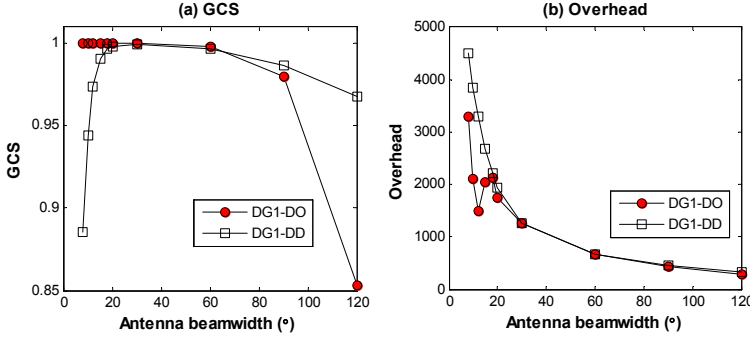 (a) GCS
1
0.95
0.9
0.85
GCS
0 20 40 60 80 100 120
Antenna beamwidth (°)
DG1-DO
DG1-DD
(b) Overhead
5000
4000
3000
2000
1000
0
Overhead
0 20 40 60 80 100 120
Antenna beamwidth (°)
DG1-DO
DG1-DD